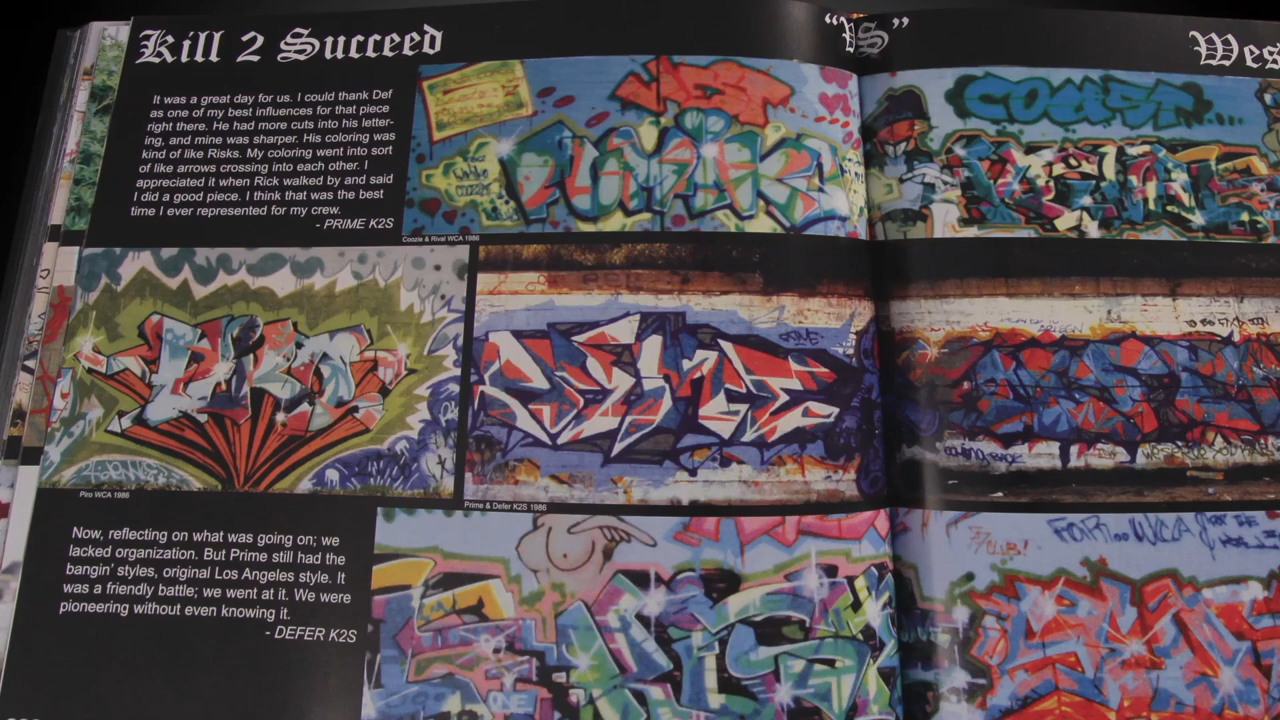 Kill 2 Succeed
"VS"
Wes
It was a great day for us. I could thank Def
as one of my best influences for that piece
right there. He had more cuts into his letter-
ing, and mine was sharper. His coloring was
kind of like Risks. My coloring went into sort
of like arrows crossing into each other. I
appreciated it when Rick walked by and said
I did a good piece. I think that was the best
time I ever represented for my crew.
- PRIME K2S
WEST
COAST
Coozie & Rival WCA 1986
PIRO
PRIME
Piro WCA 1986
Prime & Defer K2S 1986
Now, reflecting on what was going on; we
lacked organization. But Prime still had the
bangin' styles, original Los Angeles style. It
was a friendly battle; we went at it. We were
pioneering without even knowing it.
- DEFER K2S